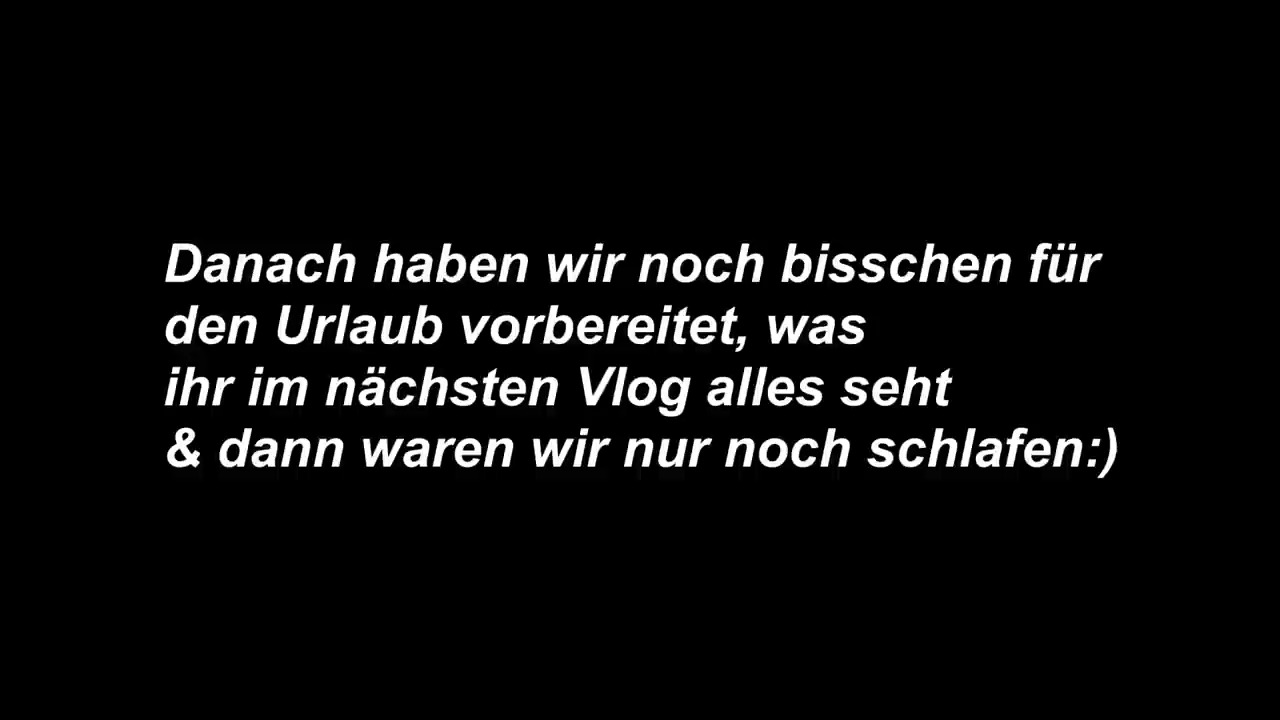 Danach haben wir noch bisschen für
den Urlaub vorbereitet, was
ihr im nächsten Vlog alles seht
& dann waren wir nur noch schlafen:)